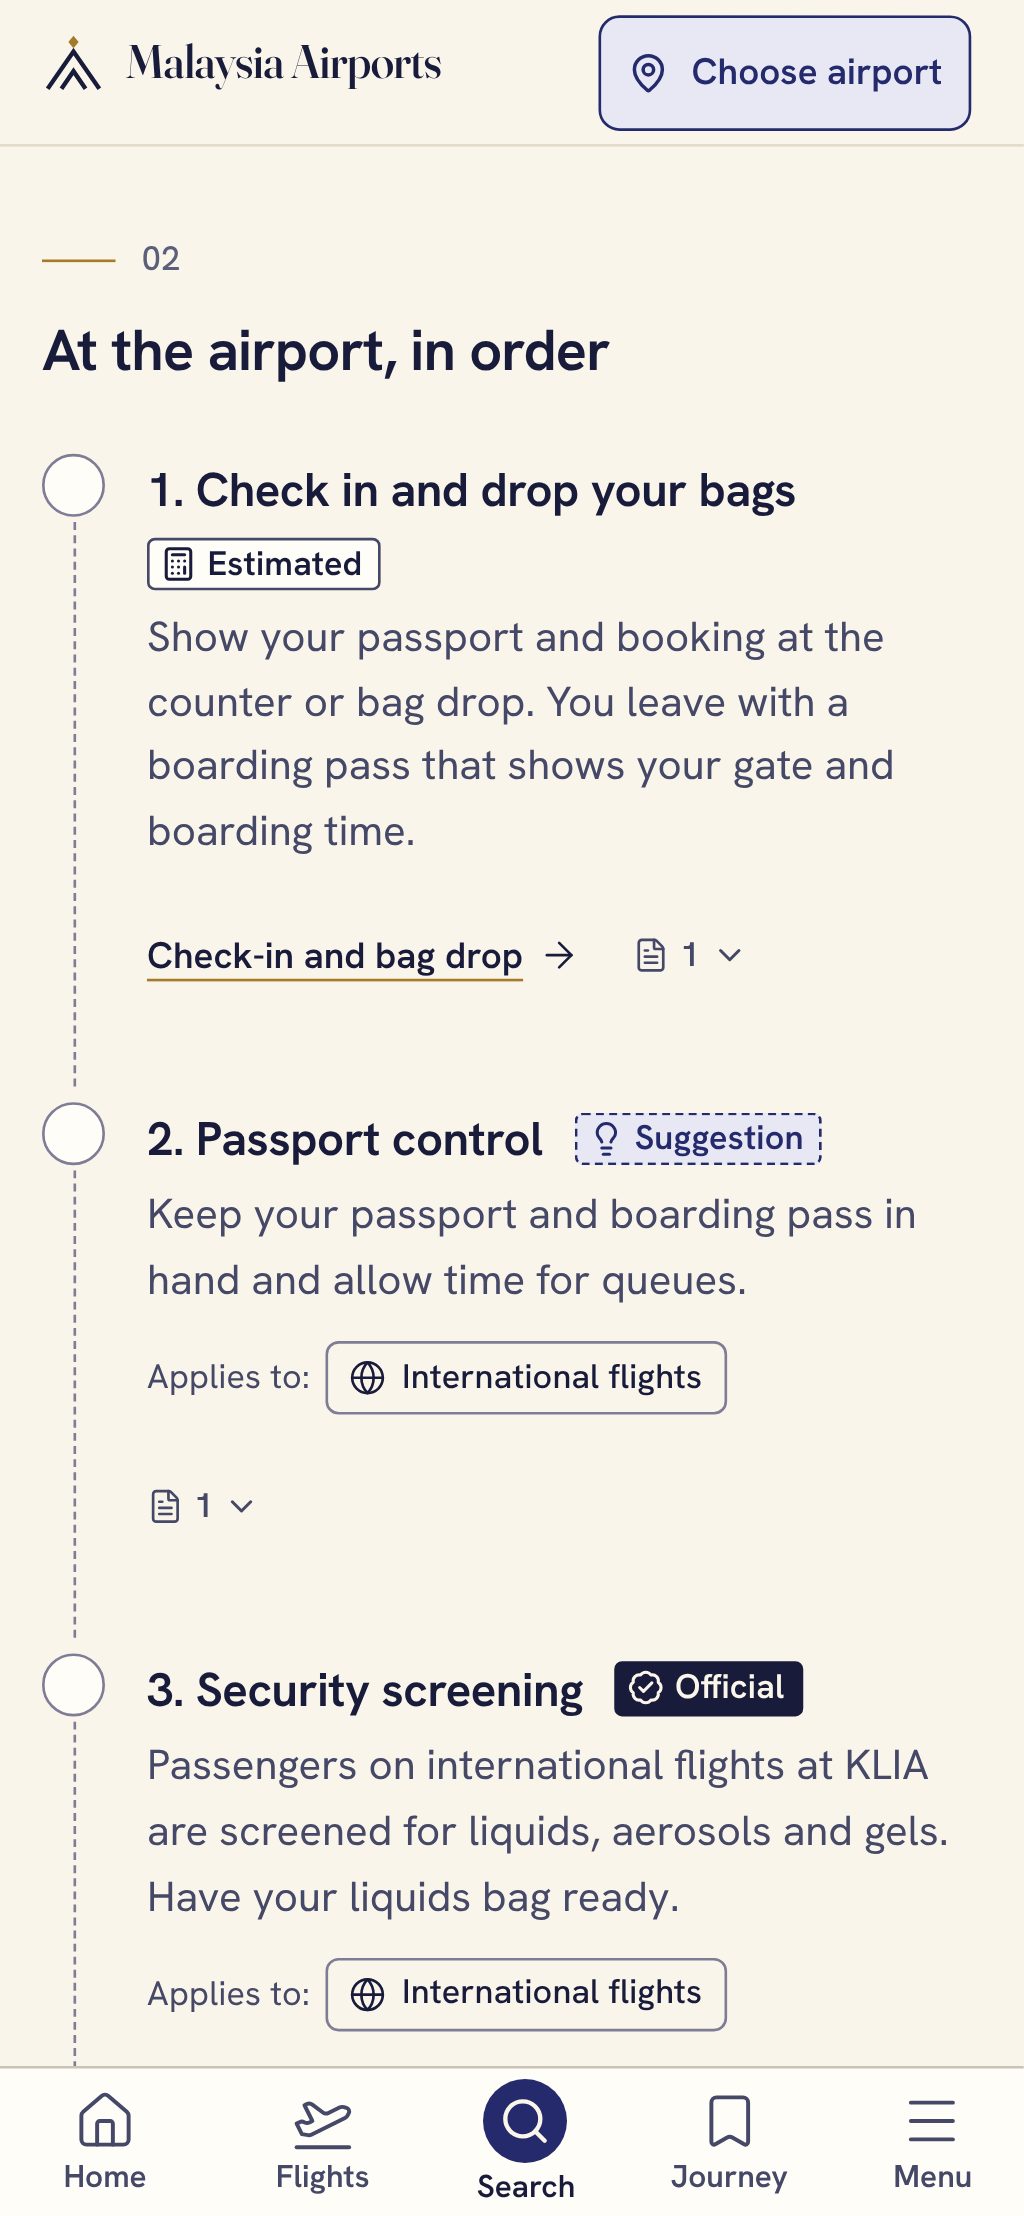 Malaysia Airports
Choose airport
02
At the airport, in order
1. Check in and drop your bags
Estimated
Show your passport and booking at the
counter or bag drop. You leave with a
boarding pass that shows your gate and
boarding time.
Check-in and bag drop → 1
2. Passport control Suggestion
Keep your passport and boarding pass in
hand and allow time for queues.
Applies to: International flights
1
3. Security screening Official
Passengers on international flights at KLIA
are screened for liquids, aerosols and gels.
Have your liquids bag ready.
Applies to: International flights
Home Flights Search Journey Menu